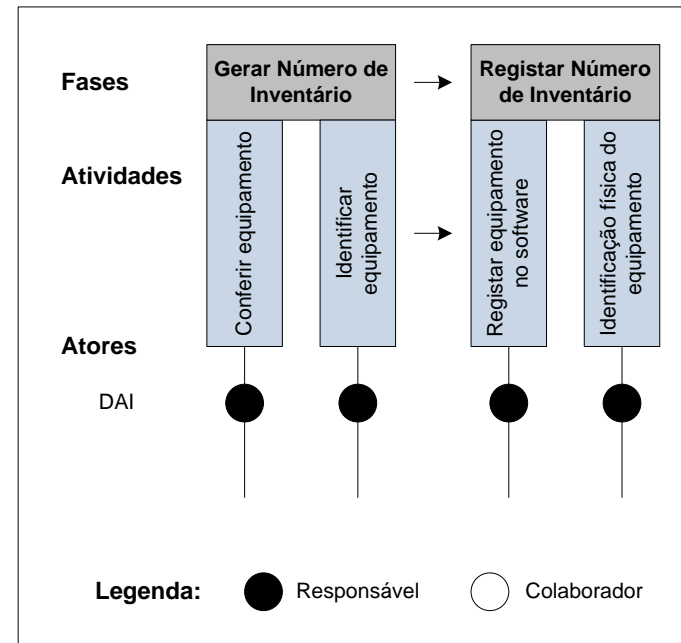 Fases
Gerar Número de
Inventário
Registar Número
de Inventário
Atividades
Conferir equipamento
Identificar
equipamento
Registar equipamento
no software
Identificação física do
equipamento
Atores
DAI
Legenda:
Responsável
Colaborador